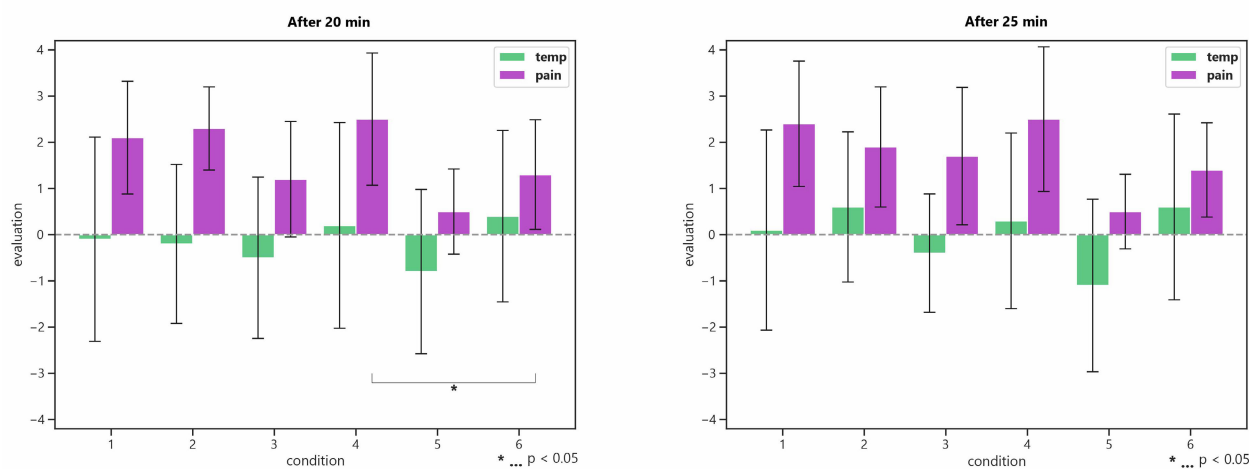 After 20 min
temp
pain
evaluation
4
3
2
1
0
−1
−2
−3
−4
*
1 2 3 4 5 6
condition
* ... p < 0.05
After 25 min
temp
pain
evaluation
4
3
2
1
0
−1
−2
−3
−4
1 2 3 4 5 6
condition
* ... p < 0.05